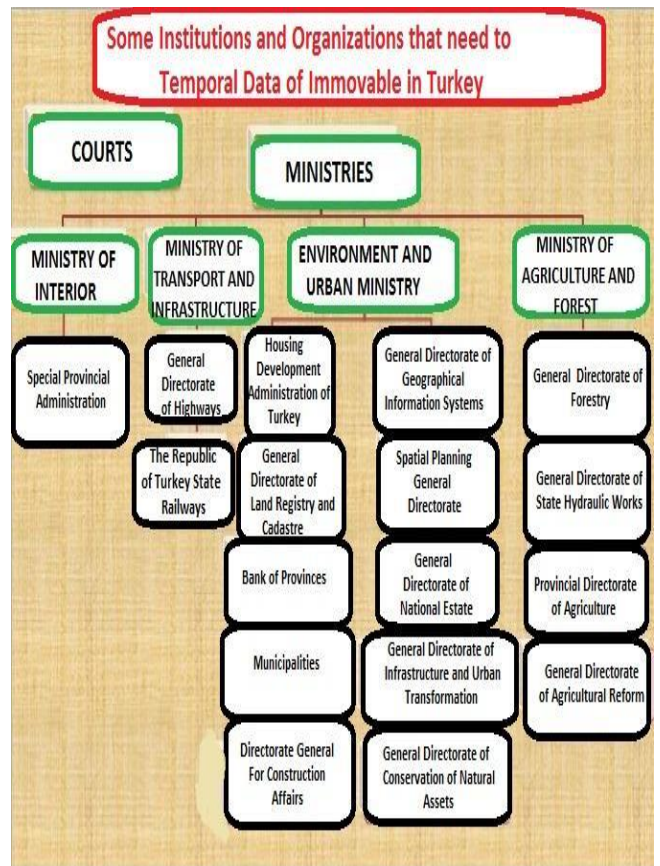 Some Institutions and Organizations that need to
Temporal Data of Immovable in Turkey
COURTS
MINISTRIES
MINISTRY OF
INTERIOR
MINISTRY OF
TRANSPORT AND
INFRASTRUCTURE
ENVIRONMENT AND
URBAN MINISTRY
MINISTRY OF
AGRICULTURE AND
FOREST
Special Provincial
Administration
General
Directorate
of Highways
The Republic
of Turkey State
Railways
Housing
Development
Administration of
Turkey
General
Directorate of
Land Registry and
Cadastre
Bank of Provinces
Municipalities
Directorate General
For Construction
Affairs
General Directorate of
Geographical
Information Systems
Spatial Planning
General
Directorate
General
Directorate of
National Estate
General Directorate of
Infrastructure and Urban
Transformation
General Directorate of
Conservation of Natural
Assets
General Directorate of
Forestry
General Directorate of
State Hydraulic Works
Provincial Directorate
of Agriculture
General Directorate
of Agricultural Reform